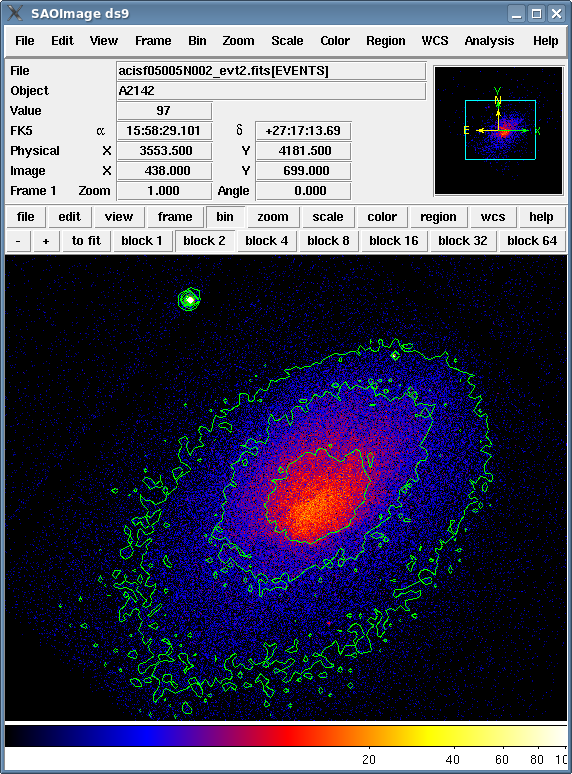 SAOImage ds9
File Edit View Frame Bin Zoom Scale Color Region WCS Analysis Help
File acisf05005N002_evt2.fits[EVENTS]
Object A2142
Value 97
FK5 α 15:58:29.101 δ +27:17:13.69
Physical X 3553.500 Y 4181.500
Image X 438.000 Y 699.000
Frame 1 Zoom 1.000 Angle 0.000
Y
N
E X
file edit view frame bin zoom scale color region wcs help
- + to fit block 1 block 2 block 4 block 8 block 16 block 32 block 64
20 40 60 80 10